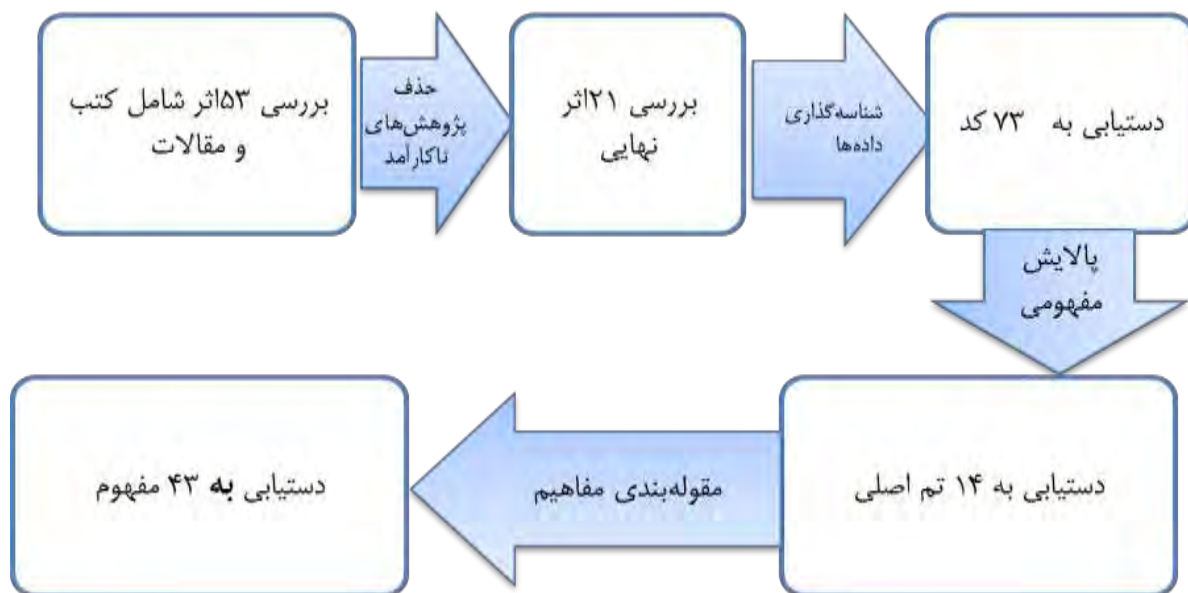 بررسی ۵۳اثر شامل کتب
و مقالات
حذف
پژوهش‌های
ناکارآمد
بررسی ۲۱اثر
نهایی
شناسه‌گذاری
داده‌ها
دستیابی به ۷۳ کد
پالایش
مفهومی
دستیابی به ۱۴ تم اصلی
مقوله‌بندی مفاهیم
دستیابی به ۴۳ مفهوم